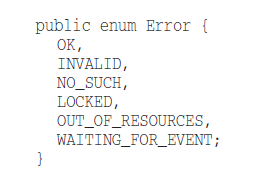 public enum Error {
OK,
INVALID,
NO_SUCH,
LOCKED,
OUT_OF_RESOURCES,
WAITING_FOR_EVENT;
}